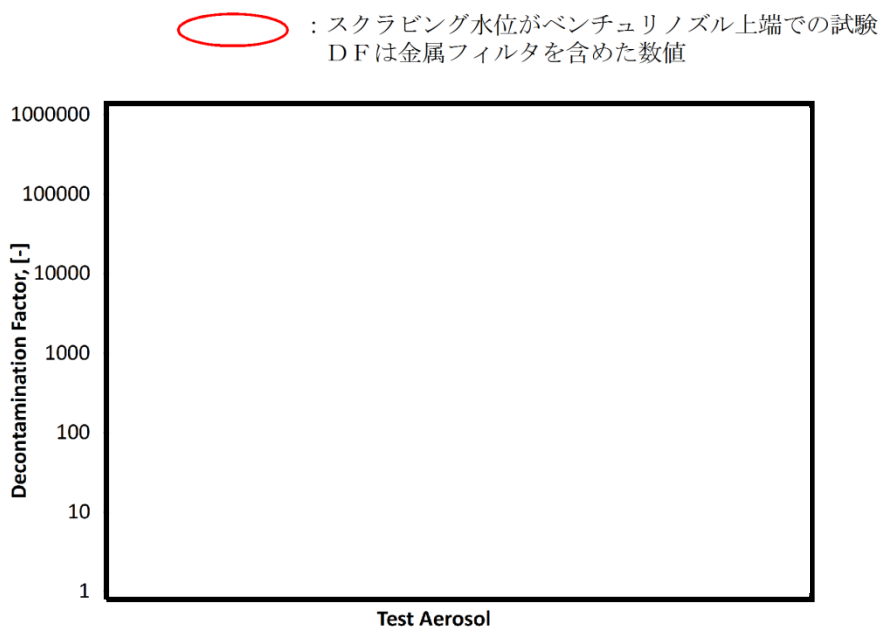 ：スクラビング水位がベンチュリノズル上端での試験
ＤＦは金属フィルタを含めた数値
1000000
100000
10000
1000
100
10
1
Decontamination Factor, [-]
Test Aerosol